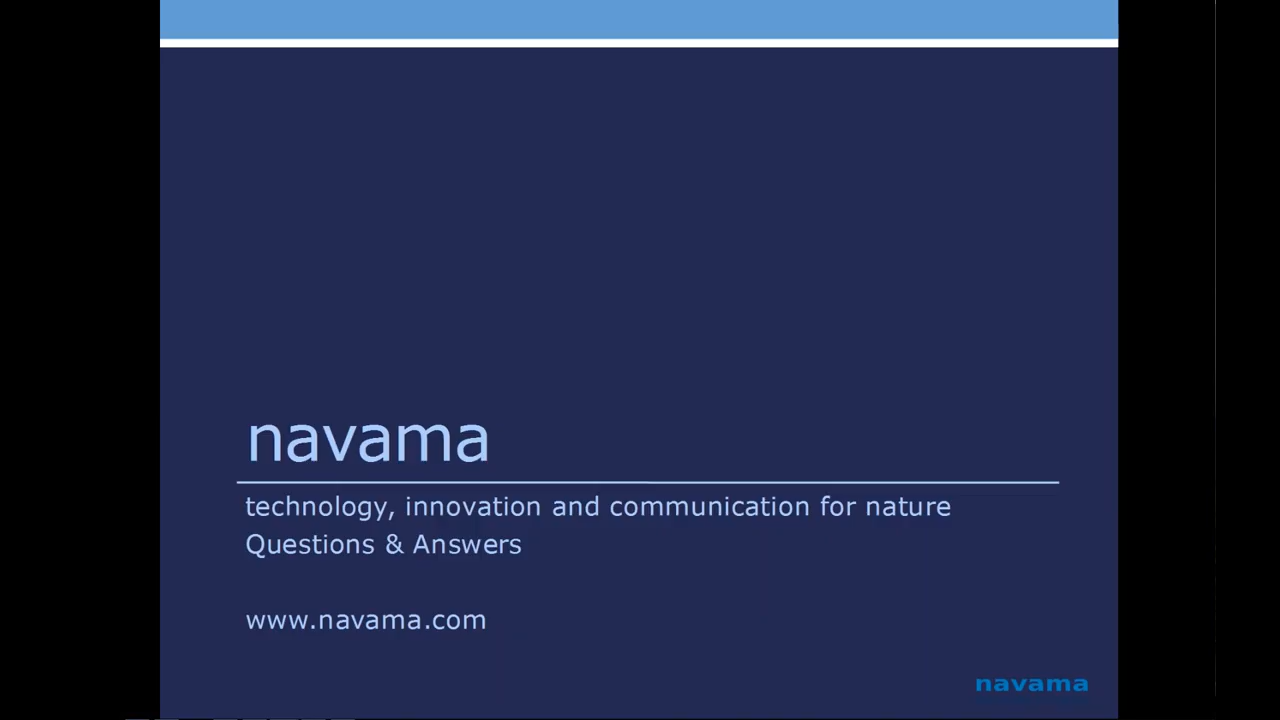 navama
technology, innovation and communication for nature
Questions & Answers
www.navama.com
navama